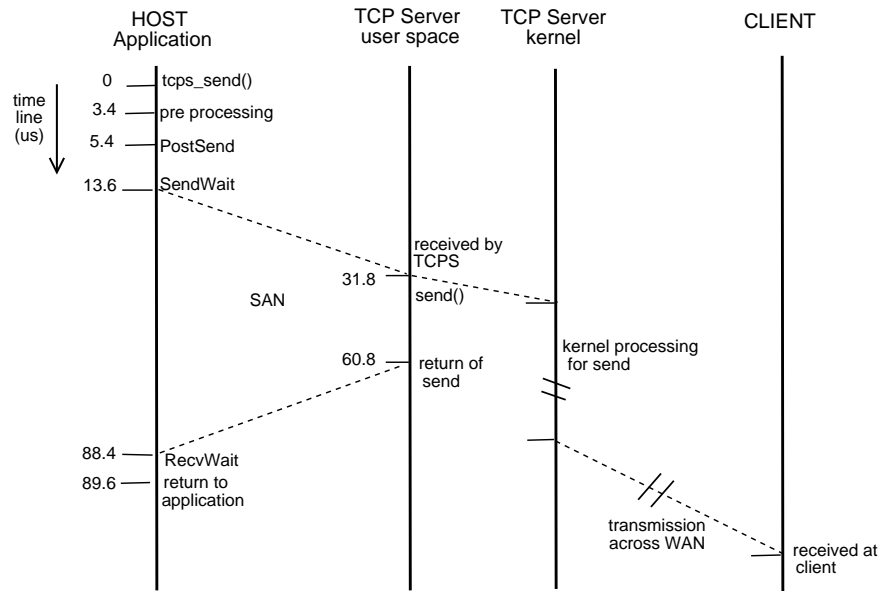 HOST
Application
TCP Server
user space
TCP Server
kernel
CLIENT
time
line
(us)
0
tcps_send()
3.4
pre processing
5.4
PostSend
13.6
SendWait
received by
TCPS
31.8
send()
SAN
kernel processing
for send
60.8
return of
send
88.4
RecvWait
89.6
return to
application
transmission
across WAN
received at
client